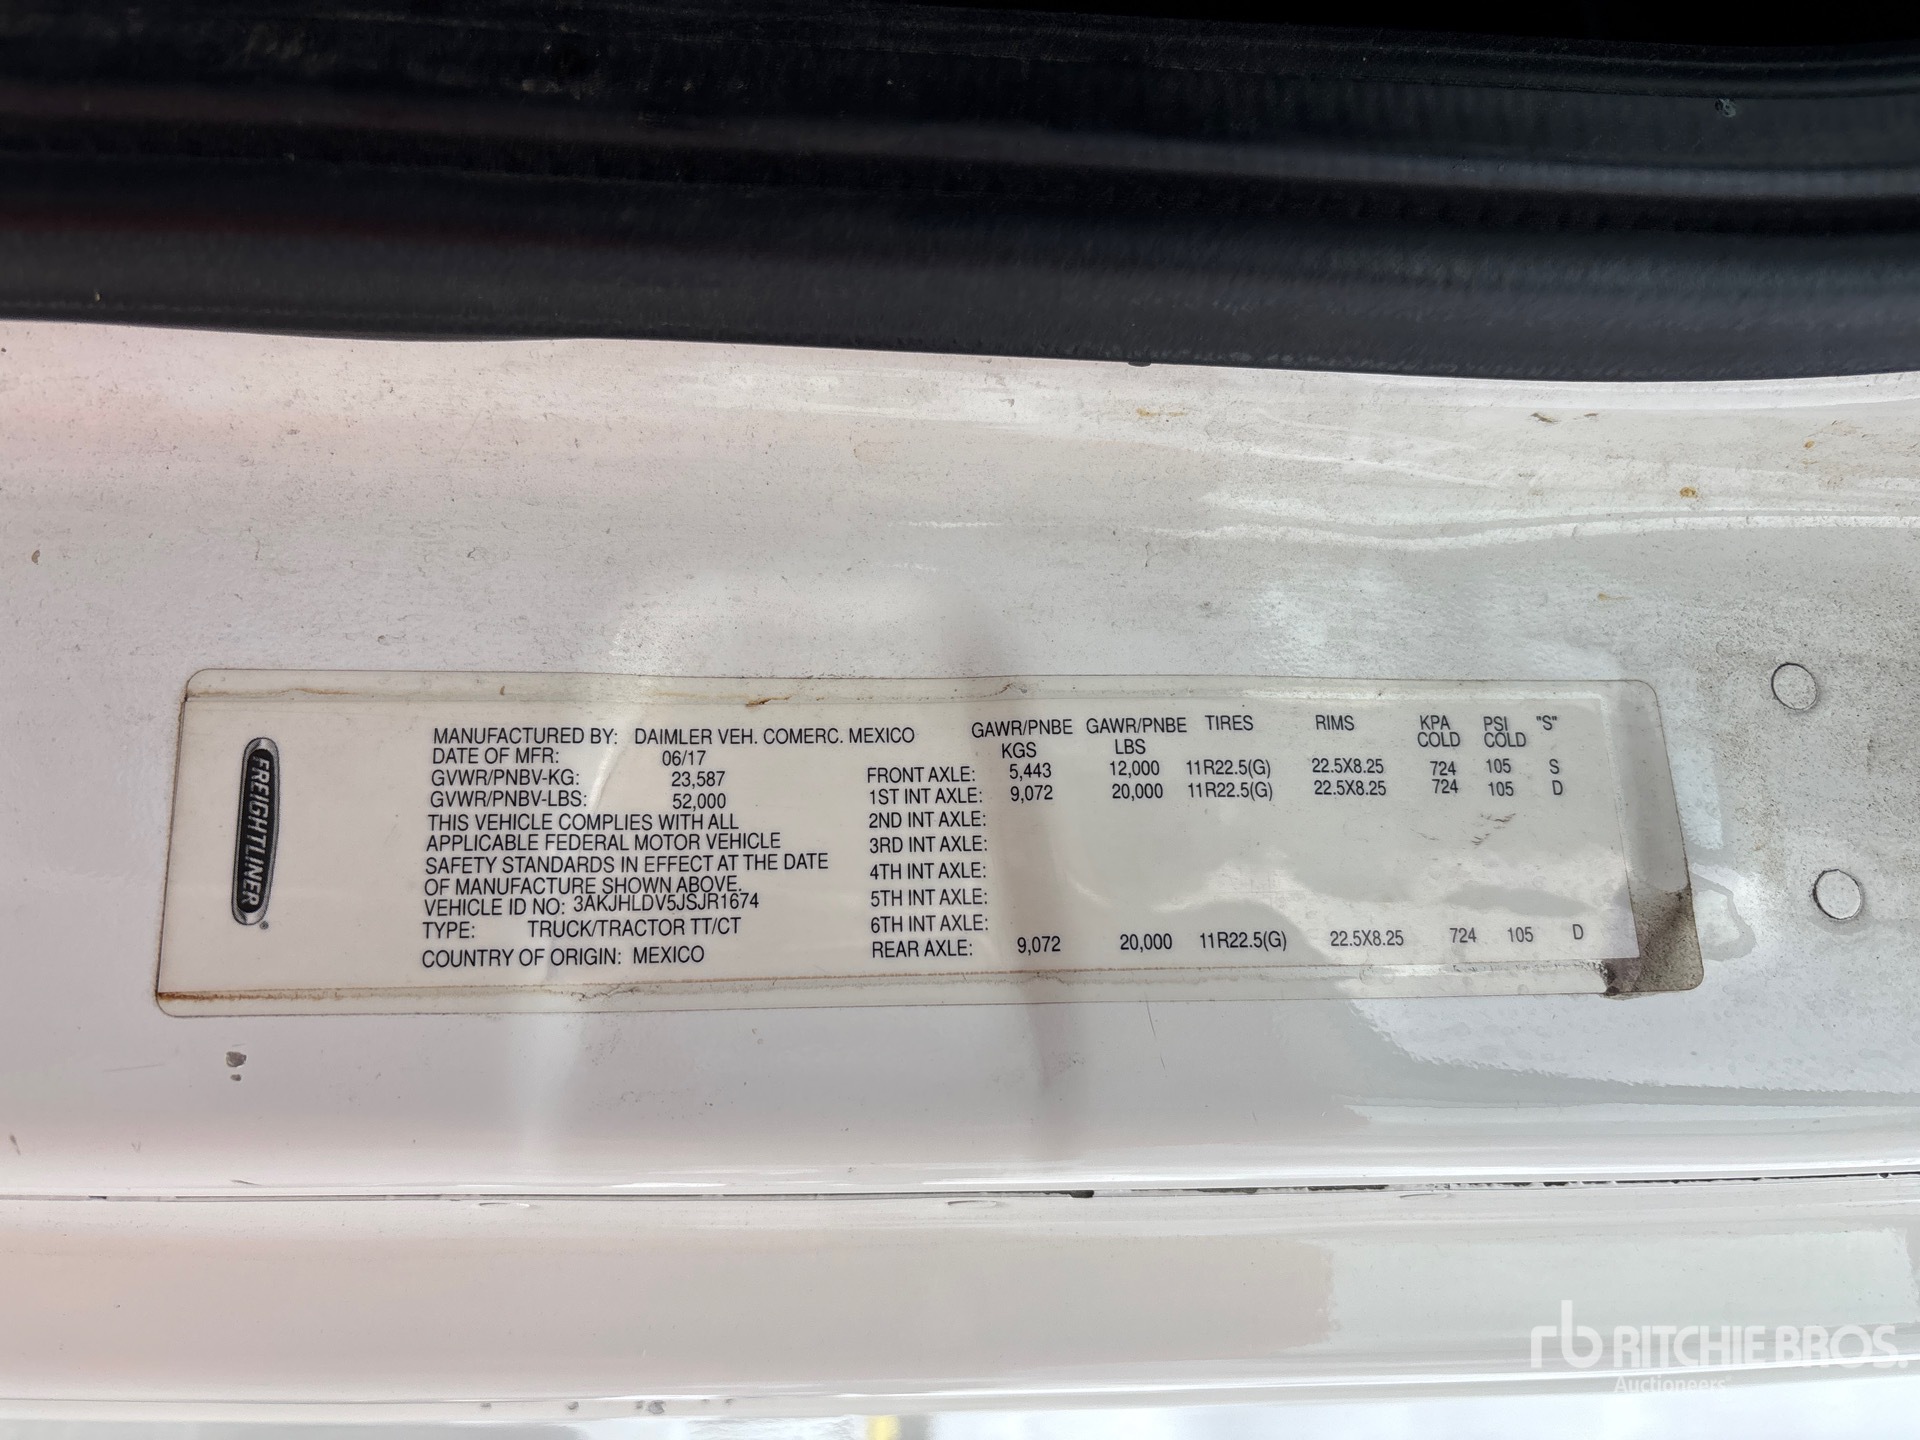 FREIGHTLINER
MANUFACTURED BY: DAIMLER VEH. COMERC. MEXICO
DATE OF MFR: 06/17
GVWR/PNBV-KG: 23,587
GVWR/PNBV-LBS: 52,000
THIS VEHICLE COMPLIES WITH ALL
APPLICABLE FEDERAL MOTOR VEHICLE
SAFETY STANDARDS IN EFFECT AT THE DATE
OF MANUFACTURE SHOWN ABOVE.
VEHICLE ID NO: 3AKJHLDV5JSJR1674
TYPE: TRUCK/TRACTOR TT/CT
COUNTRY OF ORIGIN: MEXICO
GAWR/PNBE GAWR/PNBE TIRES RIMS KPA PSI "S"
KGS LBS COLD COLD
FRONT AXLE: 5,443 12,000 11R22.5(G) 22.5X8.25 724 105 S
1ST INT AXLE: 9,072 20,000 11R22.5(G) 22.5X8.25 724 105 D
2ND INT AXLE:
3RD INT AXLE:
4TH INT AXLE:
5TH INT AXLE:
6TH INT AXLE:
REAR AXLE: 9,072 20,000 11R22.5(G) 22.5X8.25 724 105 D
rb RITCHIE BROS.
Auctioneers